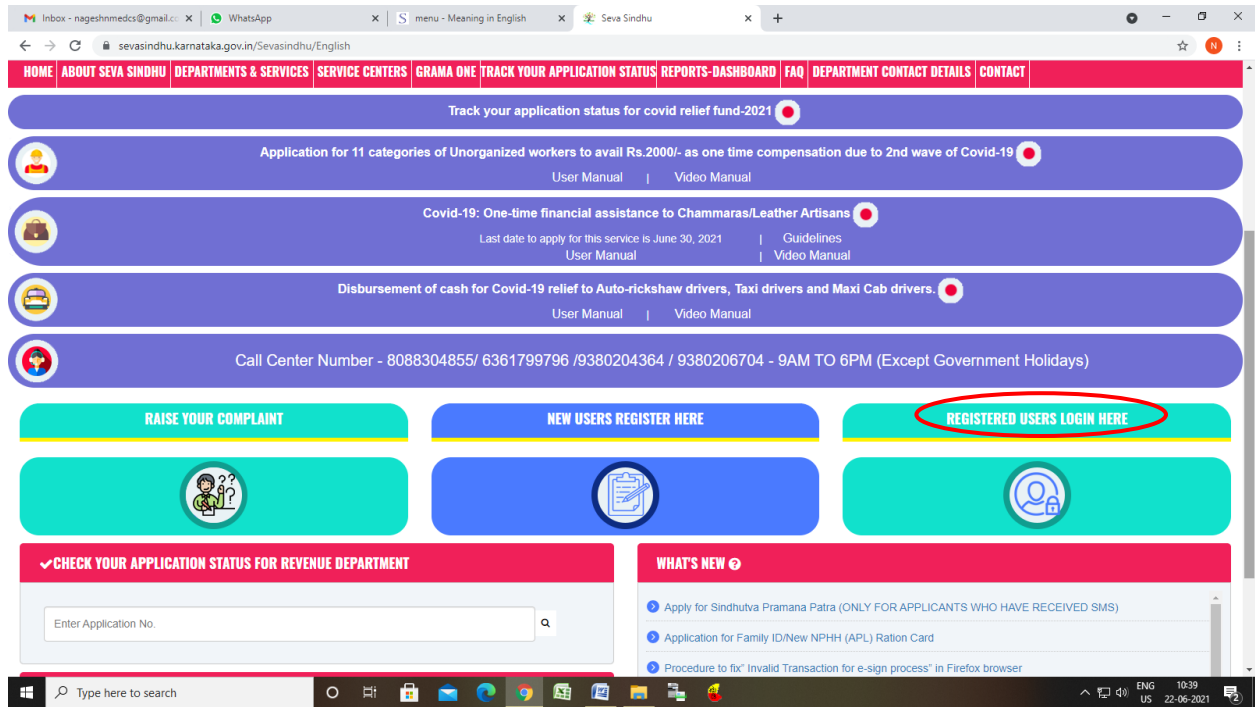 Inbox - nageshnmedcs@gmail.co
WhatsApp
S menu - Meaning in English
Seva Sindhu
sevasindhu.karnataka.gov.in/Sevasindhu/English
N
HOME ABOUT SEVA SINDHU DEPARTMENTS & SERVICES SERVICE CENTERS GRAMA ONE TRACK YOUR APPLICATION STATUS REPORTS-DASHBOARD FAQ DEPARTMENT CONTACT DETAILS CONTACT
Track your application status for covid relief fund-2021
Application for 11 categories of Unorganized workers to avail Rs.2000/- as one time compensation due to 2nd wave of Covid-19
User Manual | Video Manual
Covid-19: One-time financial assistance to Chammaras/Leather Artisans
Last date to apply for this service is June 30, 2021 | Guidelines
User Manual | Video Manual
Disbursement of cash for Covid-19 relief to Auto-rickshaw drivers, Taxi drivers and Maxi Cab drivers.
User Manual | Video Manual
Call Center Number - 8088304855/ 6361799796 /9380204364 / 9380206704 - 9AM TO 6PM (Except Government Holidays)
RAISE YOUR COMPLAINT
NEW USERS REGISTER HERE
REGISTERED USERS LOGIN HERE
CHECK YOUR APPLICATION STATUS FOR REVENUE DEPARTMENT
Enter Application No.
WHAT'S NEW
Apply for Sindhutva Pramana Patra (ONLY FOR APPLICANTS WHO HAVE RECEIVED SMS)
Application for Family ID/New NPHH (APL) Ration Card
Procedure to fix" Invalid Transaction for e-sign process" in Firefox browser
Type here to search
ENG
US
10:39
22-06-2021
2